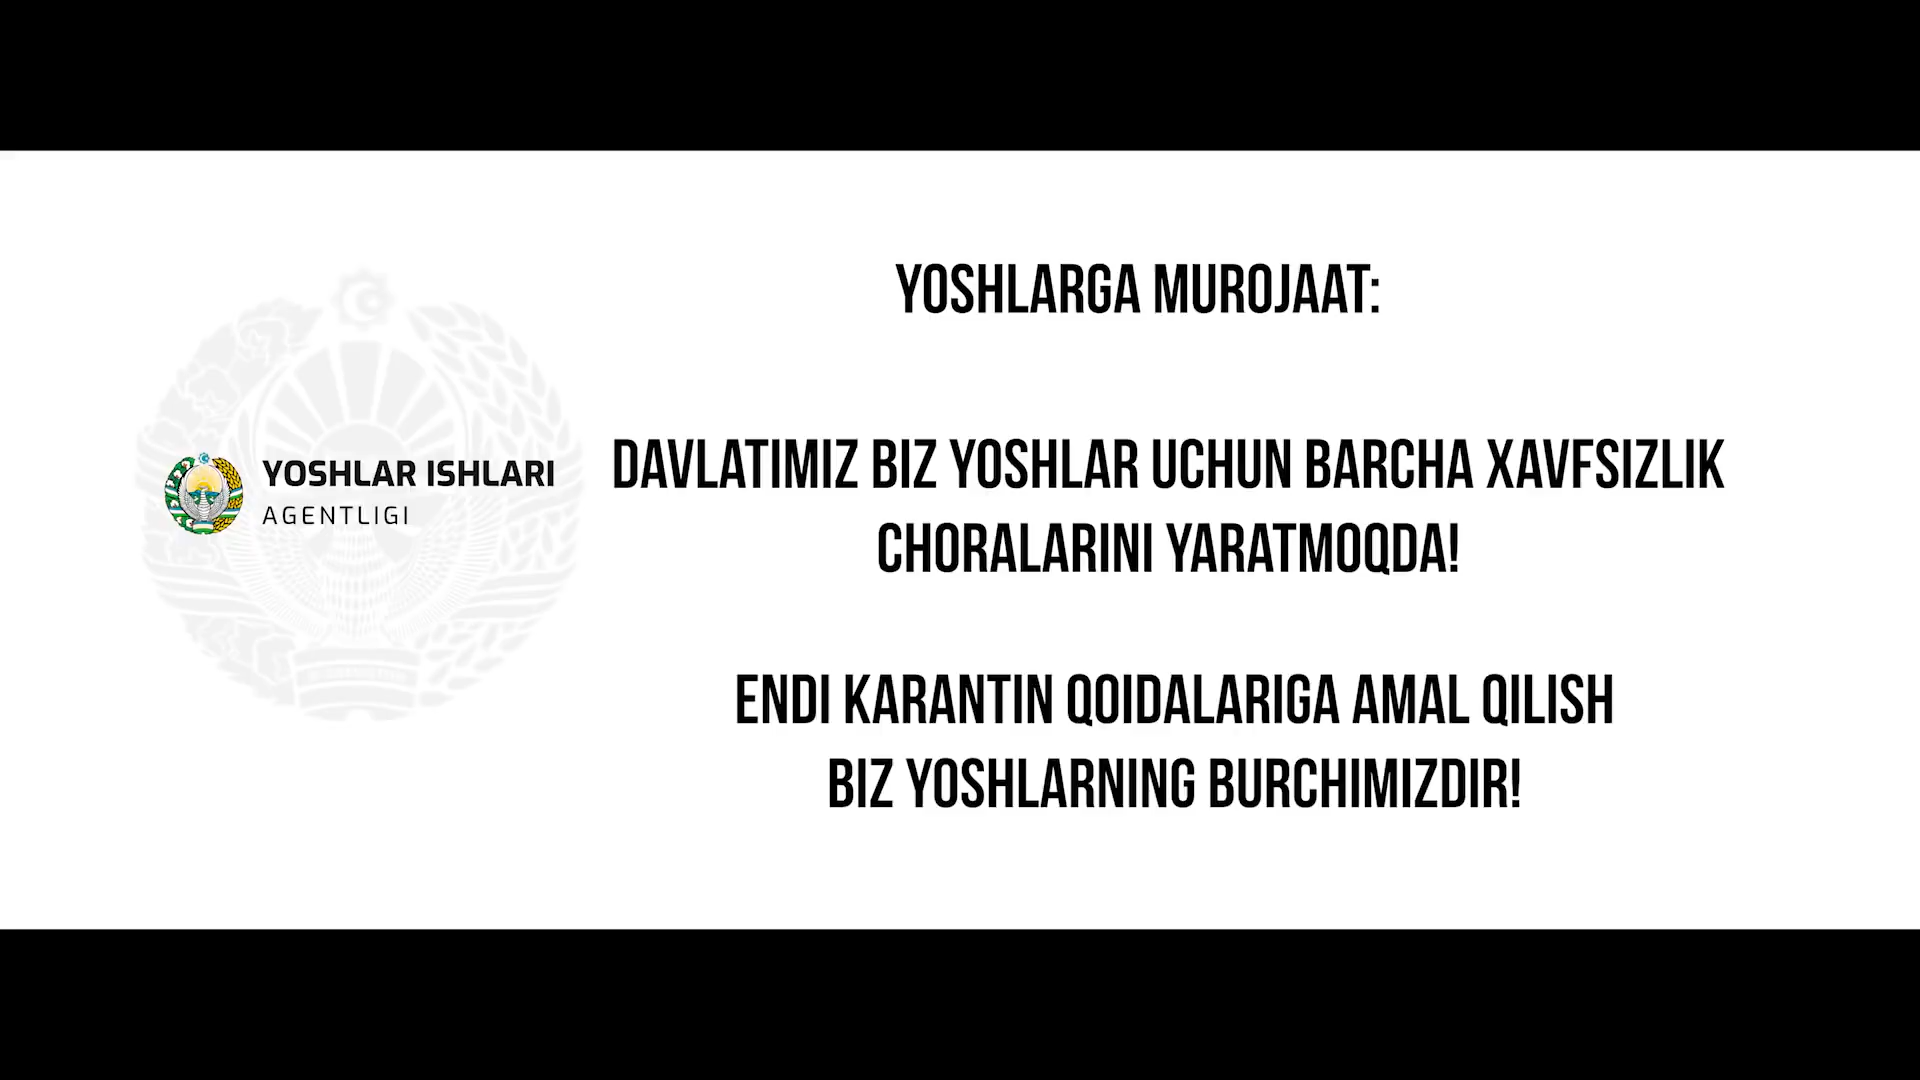 YOSHLAR ISHLARI
AGENTLIGI
YOSHLARGA MUROJAAT:
DAVLATIMIZ BIZ YOSHLAR UCHUN BARCHA XAVFSIZLIK
CHORALARINI YARATMOQDA!
ENDI KARANTIN QOIDALARIGA AMAL QILISH
BIZ YOSHLARNING BURCHIMIZDIR!